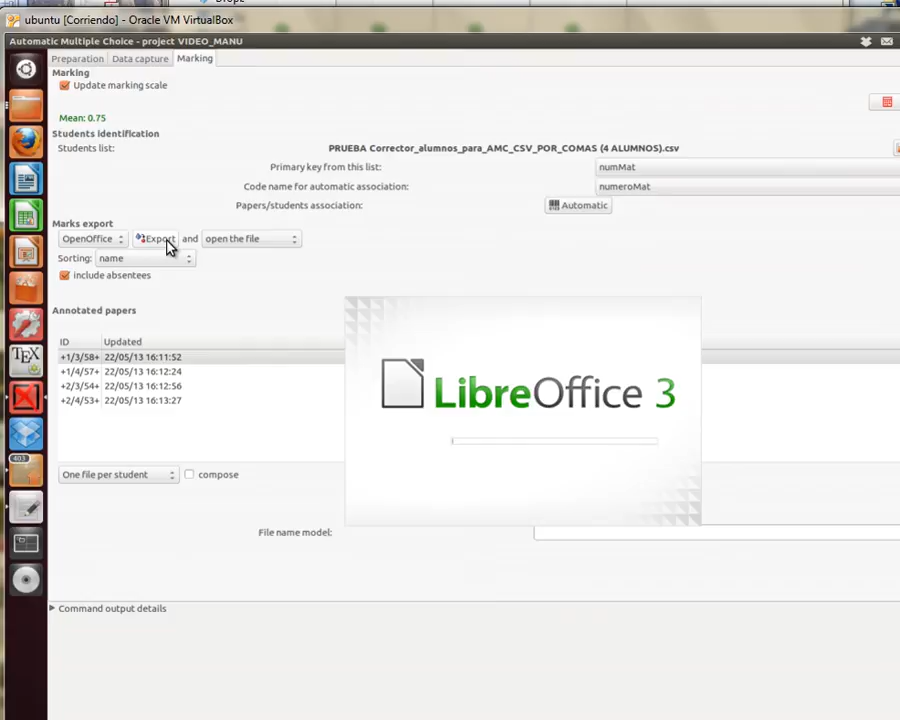 ubuntu [Corriendo] - Oracle VM VirtualBox
Automatic Multiple Choice - project VIDEO_MANU
Preparation Data capture Marking
Marking
Update marking scale
Mean: 0.75
Students identification
Students list: PRUEBA Corrector_alumnos_para_AMC_CSV_POR_COMAS (4 ALUMNOS).csv
Primary key from this list: numMat
Code name for automatic association: numeroMat
Papers/students association: Automatic
Marks export
OpenOffice Export and open the file
Sorting: name
include absentees
Annotated papers
ID Updated
+1/3/58+ 22/05/13 16:11:52
+1/4/57+ 22/05/13 16:12:24
+2/3/54+ 22/05/13 16:12:56
+2/4/53+ 22/05/13 16:13:27
LibreOffice 3
TEX
403
One file per student compose
File name model:
Command output details